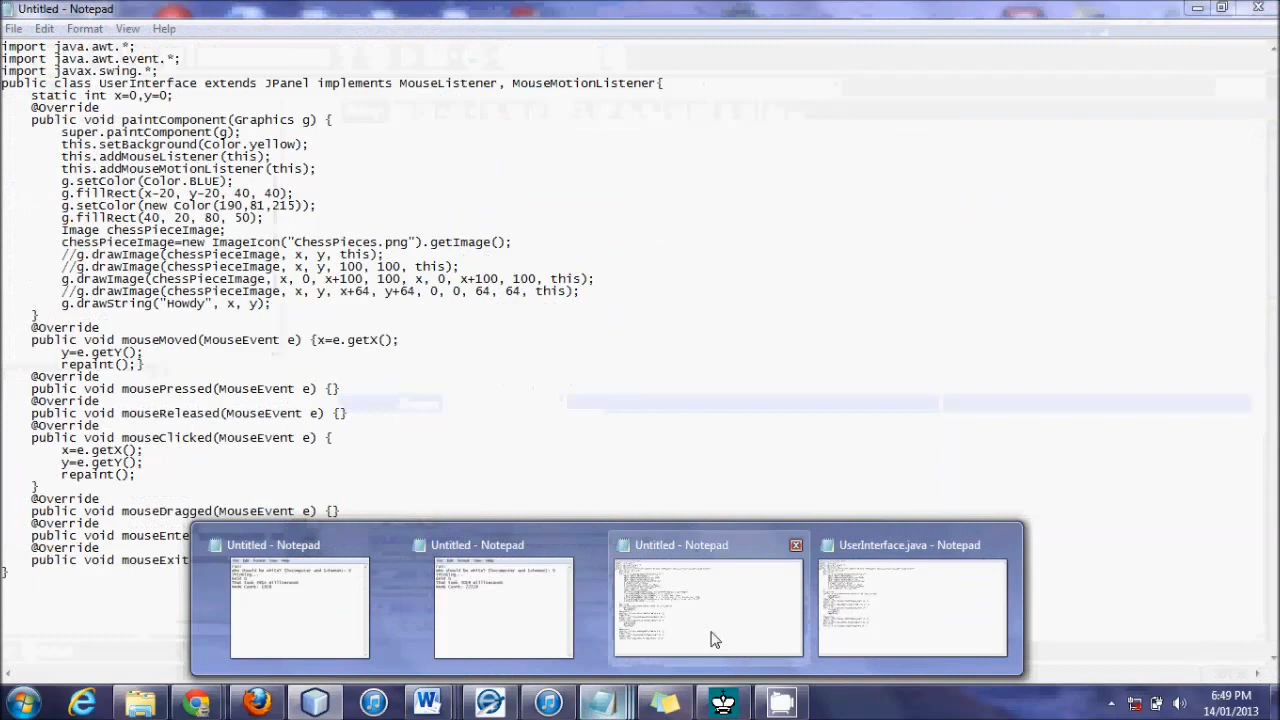 Untitled - Notepad
File Edit Format View Help
import java.awt.*;
import java.awt.event.*;
import javax.swing.*;
public class UserInterface extends JPanel implements MouseListener, MouseMotionListener{
    static int x=0,y=0;
    @Override
    public void paintComponent(Graphics g) {
        super.paintComponent(g);
        this.setBackground(Color.yellow);
        this.addMouseListener(this);
        this.addMouseMotionListener(this);
        g.setColor(Color.BLUE);
        g.fillRect(x-20, y-20, 40, 40);
        g.setColor(new Color(190,81,215));
        g.fillRect(40, 20, 80, 50);
        Image chessPieceImage;
        chessPieceImage=new ImageIcon("ChessPieces.png").getImage();
        //g.drawImage(chessPieceImage, x, y, this);
        //g.drawImage(chessPieceImage, x, y, 100, 100, this);
        g.drawImage(chessPieceImage, x, 0, x+100, 100, x, 0, x+100, 100, this);
        //g.drawImage(chessPieceImage, x, y, x+64, y+64, 0, 0, 64, 64, this);
        g.drawString("Howdy", x, y);
    }
    @Override
    public void mouseMoved(MouseEvent e) {x=e.getX();
        y=e.getY();
        repaint();}
    @Override
    public void mousePressed(MouseEvent e) {}
    @Override
    public void mouseReleased(MouseEvent e) {}
    @Override
    public void mouseClicked(MouseEvent e) {
        x=e.getX();
        y=e.getY();
        repaint();
    }
    @Override
    public void mouseDragged(MouseEvent e) {}
    @Override
    public void mouseEnte
    @Override
    public void mouseExit
}
Untitled - Notepad Untitled - Notepad Untitled - Notepad UserInterface.java - Notepad
6:49 PM
14/01/2013